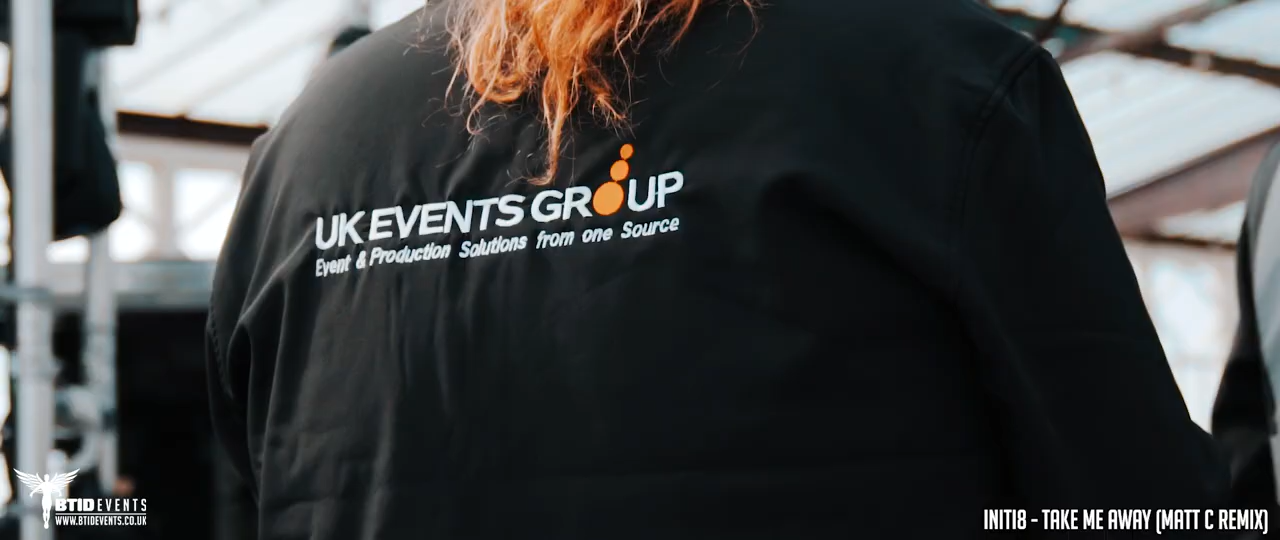 UK EVENTS GROUP
Event & Production Solutions from one Source
BTID EVENTS
WWW.BTIDEVENTS.CO.UK
INITI8 - TAKE ME AWAY (MATT C REMIX)